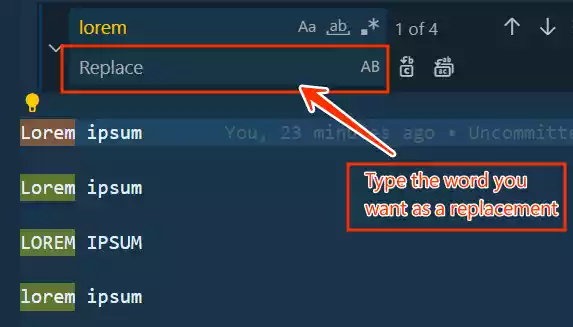 lorem Aa ab .* 1 of 4
Replace AB
Lorem ipsum You, 23 minutes ago • Uncommitte
Lorem ipsum
Type the word you
want as a replacement
LOREM IPSUM
lorem ipsum